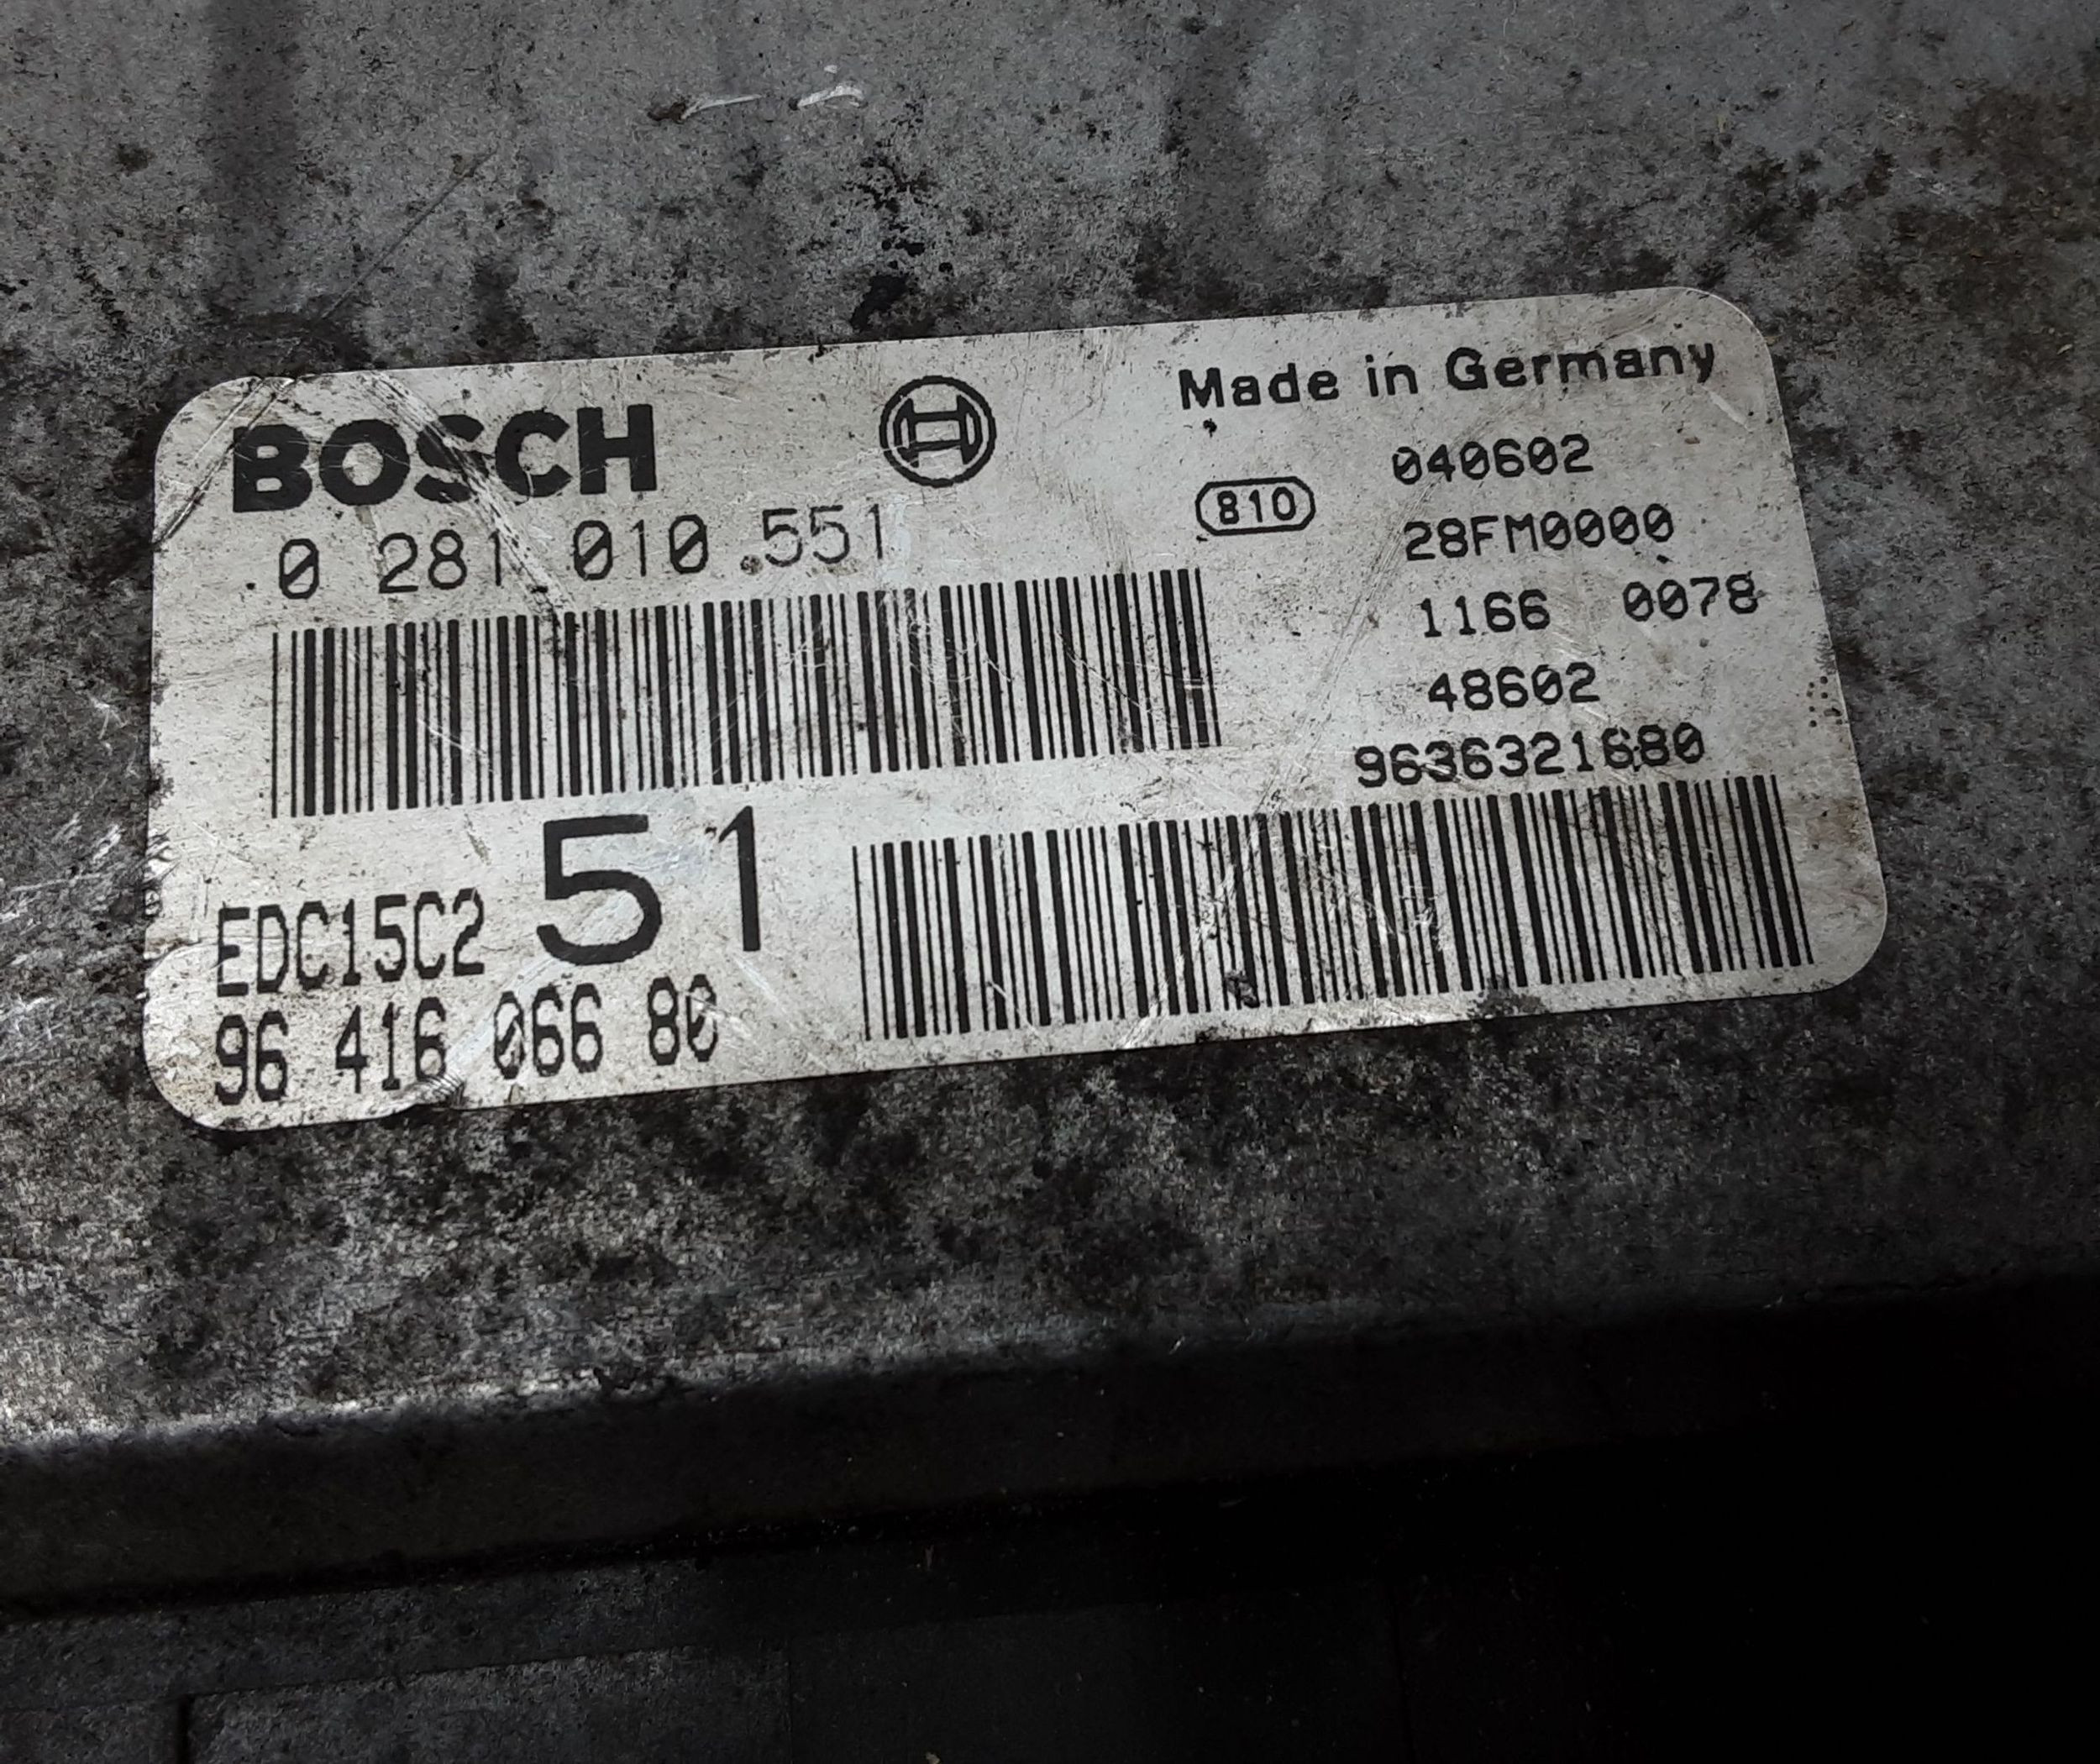 BOSCH
Made in Germany
0 281 010 551
810
040602
28FM0000
1166 0078
48602
9636321680
EDC15C2 51
96 416 066 80